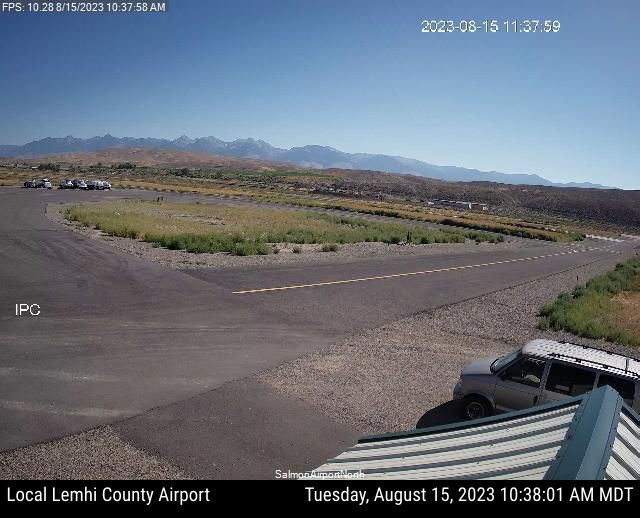 FPS: 10.28 8/15/2023 10:37:58 AM
2023-08-15 11:37:59
IPC
SalmonAirportNorth
Local Lemhi County Airport
Tuesday, August 15, 2023 10:38:01 AM MDT